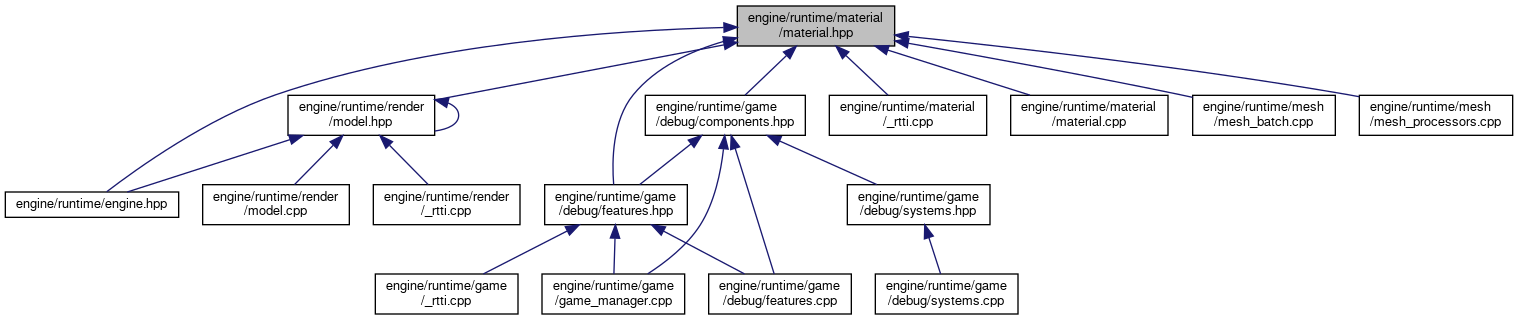 engine/runtime/material
/material.hpp
engine/runtime/render
/model.hpp
engine/runtime/game
/debug/components.hpp
engine/runtime/material
/_rtti.cpp
engine/runtime/material
/material.cpp
engine/runtime/mesh
/mesh_batch.cpp
engine/runtime/mesh
/mesh_processors.cpp
engine/runtime/engine.hpp
engine/runtime/render
/model.cpp
engine/runtime/render
/_rtti.cpp
engine/runtime/game
/debug/features.hpp
engine/runtime/game
/debug/systems.hpp
engine/runtime/game
/_rtti.cpp
engine/runtime/game
/game_manager.cpp
engine/runtime/game
/debug/features.cpp
engine/runtime/game
/debug/systems.cpp